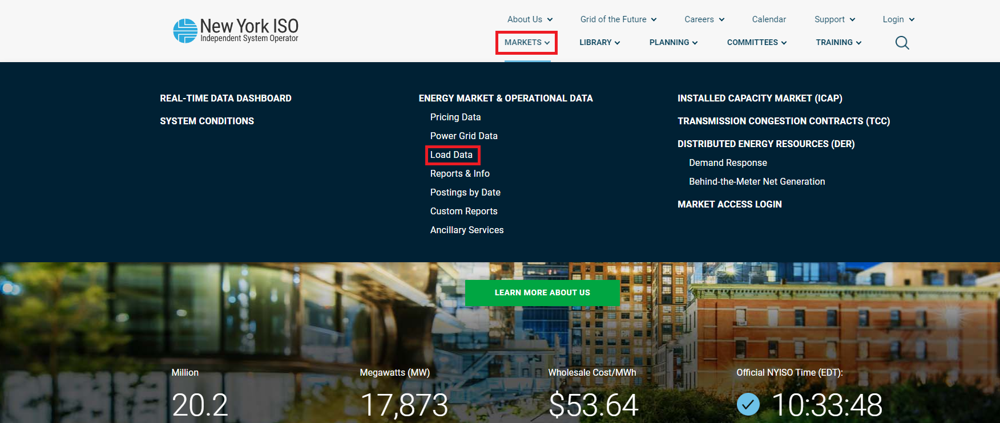 New York ISO
Independent System Operator
About Us
Grid of the Future
Careers
Calendar
Support
Login
MARKETS
LIBRARY
PLANNING
COMMITTEES
TRAINING
REAL-TIME DATA DASHBOARD
SYSTEM CONDITIONS
ENERGY MARKET & OPERATIONAL DATA
Pricing Data
Power Grid Data
Load Data
Reports & Info
Postings by Date
Custom Reports
Ancillary Services
INSTALLED CAPACITY MARKET (ICAP)
TRANSMISSION CONGESTION CONTRACTS (TCC)
DISTRIBUTED ENERGY RESOURCES (DER)
Demand Response
Behind-the-Meter Net Generation
MARKET ACCESS LOGIN
LEARN MORE ABOUT US
Million
20.2
Megawatts (MW)
17,873
Wholesale Cost/MWh
$53.64
Official NYISO Time (EDT):
10:33:48